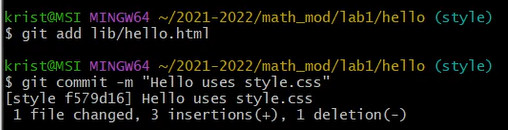 krist@MSI MINGW64 ~/2021-2022/math_mod/lab1/hello (style)
$ git add lib/hello.html
krist@MSI MINGW64 ~/2021-2022/math_mod/lab1/hello (style)
$ git commit -m "Hello uses style.css"
[style f579d16] Hello uses style.css
 1 file changed, 3 insertions(+), 1 deletion(-)